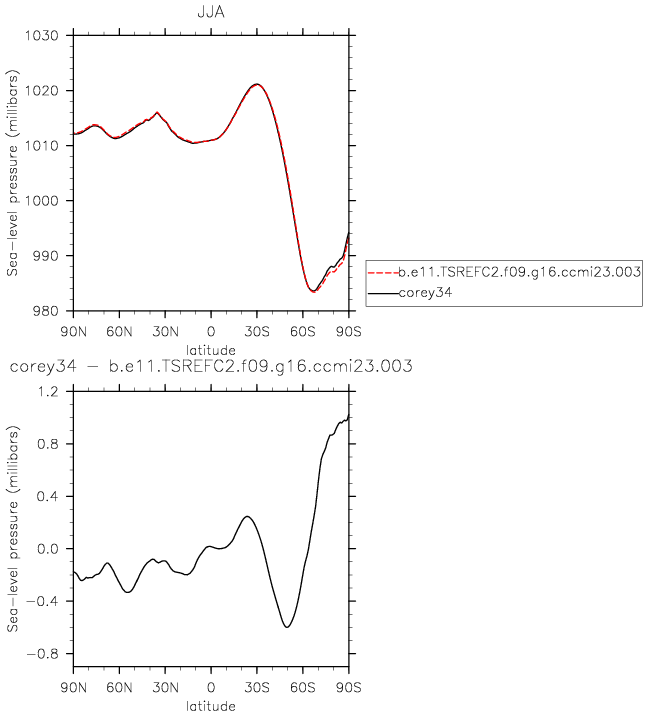 JJA
Sea-level pressure (millibars)
1030
1020
1010
1000
990
980
90N 60N 30N 0 30S 60S 90S
latitude
b.e11.TSREFC2.f09.g16.ccmi23.003
corey34
corey34 - b.e11.TSREFC2.f09.g16.ccmi23.003
Sea-level pressure (millibars)
1.2
0.8
0.4
0.0
-0.4
-0.8
90N 60N 30N 0 30S 60S 90S
latitude